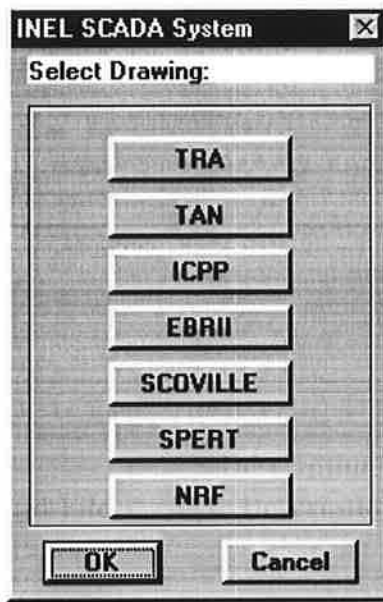 INEL SCADA System
Select Drawing:
TRA
TAN
ICPP
EBRII
SCOVILLE
SPERT
NRF
OK Cancel